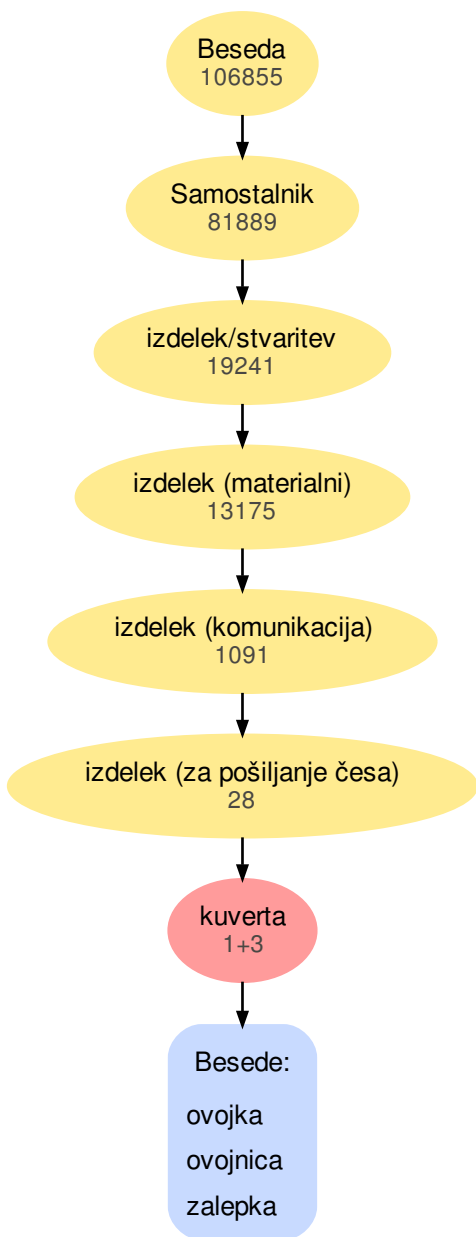 Beseda
106855
Samostalnik
81889
izdelek/stvaritev
19241
izdelek (materialni)
13175
izdelek (komunikacija)
1091
izdelek (za pošiljanje česa)
28
kuverta
1+3
Besede:
ovojka
ovojnica
zalepka